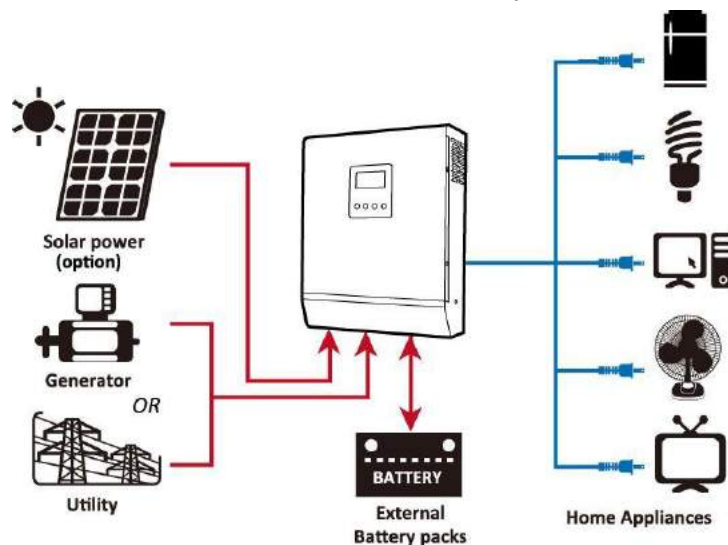 Solar power
(option)
Generator
OR
Utility
BATTERY
External
Battery packs
Home Appliances